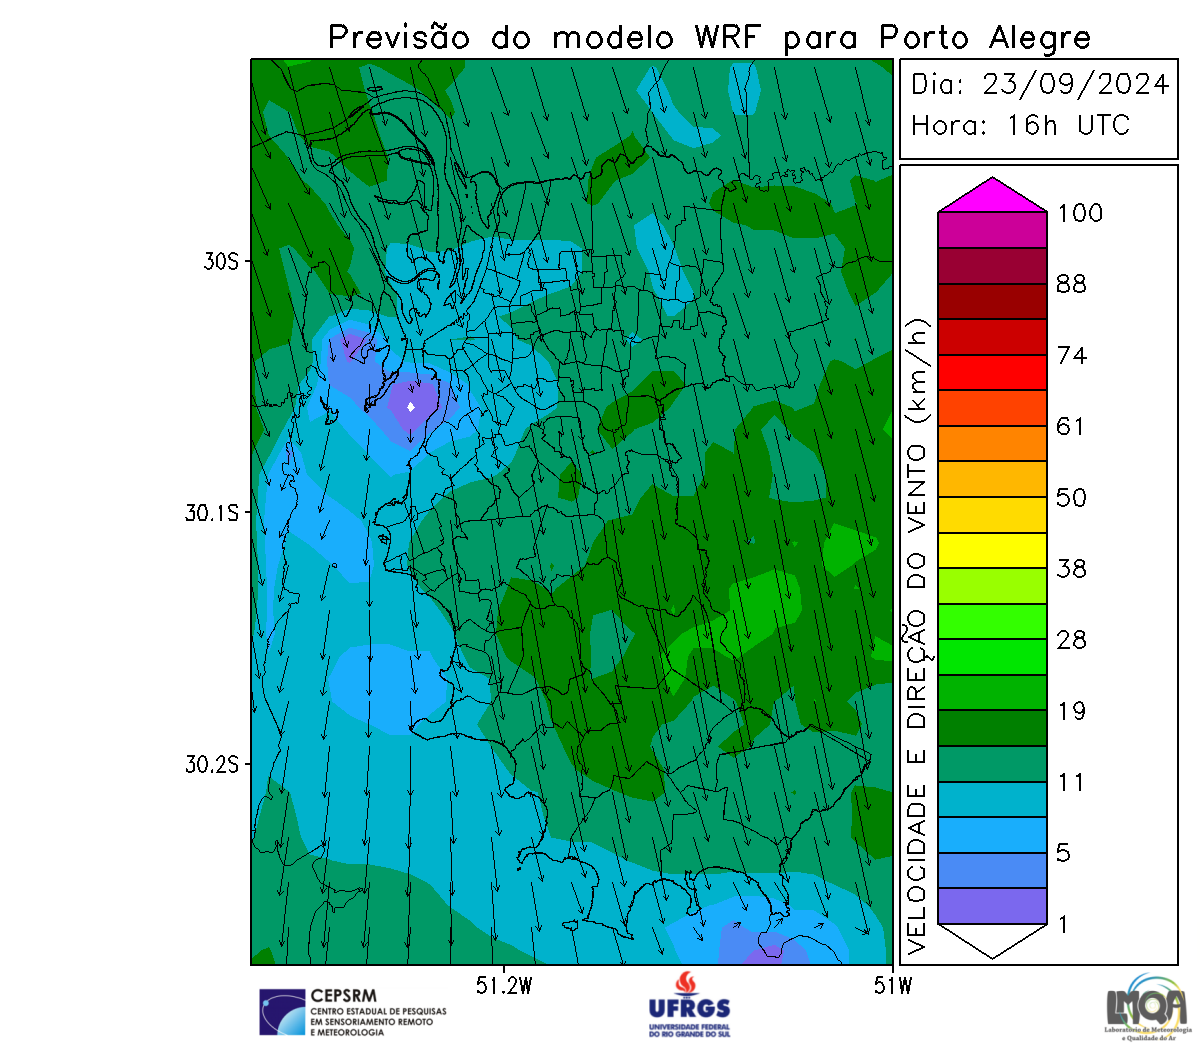 Previsão do modelo WRF para Porto Alegre
Dia: 23/09/2024
Hora: 16h UTC
VELOCIDADE E DIREÇÃO DO VENTO (km/h)
100
88
74
61
50
38
28
19
11
5
1
30S
30.1S
30.2S
51.2W
51W
CEPSRM
CENTRO ESTADUAL DE PESQUISAS
EM SENSORIAMENTO REMOTO
E METEOROLOGIA
UFRGS
UNIVERSIDADE FEDERAL
DO RIO GRANDE DO SUL
LMQA
Laboratório de Meteorologia
e Qualidade do Ar